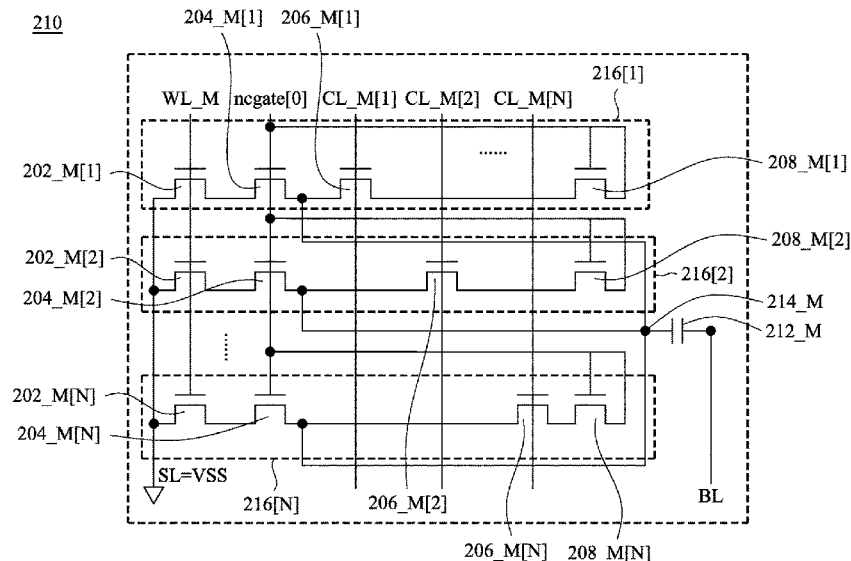 210
204_M[1]
206_M[1]
216[1]
WL_M ncgate[0] CL_M[1] CL_M[2] CL_M[N]
......
202_M[1]
208_M[1]
208_M[2]
202_M[2]
204_M[2]
216[2]
214_M
212_M
......
202_M[N]
204_M[N]
SL=VSS
216[N]
206_M[2]
BL
206_M[N]
208_M[N]